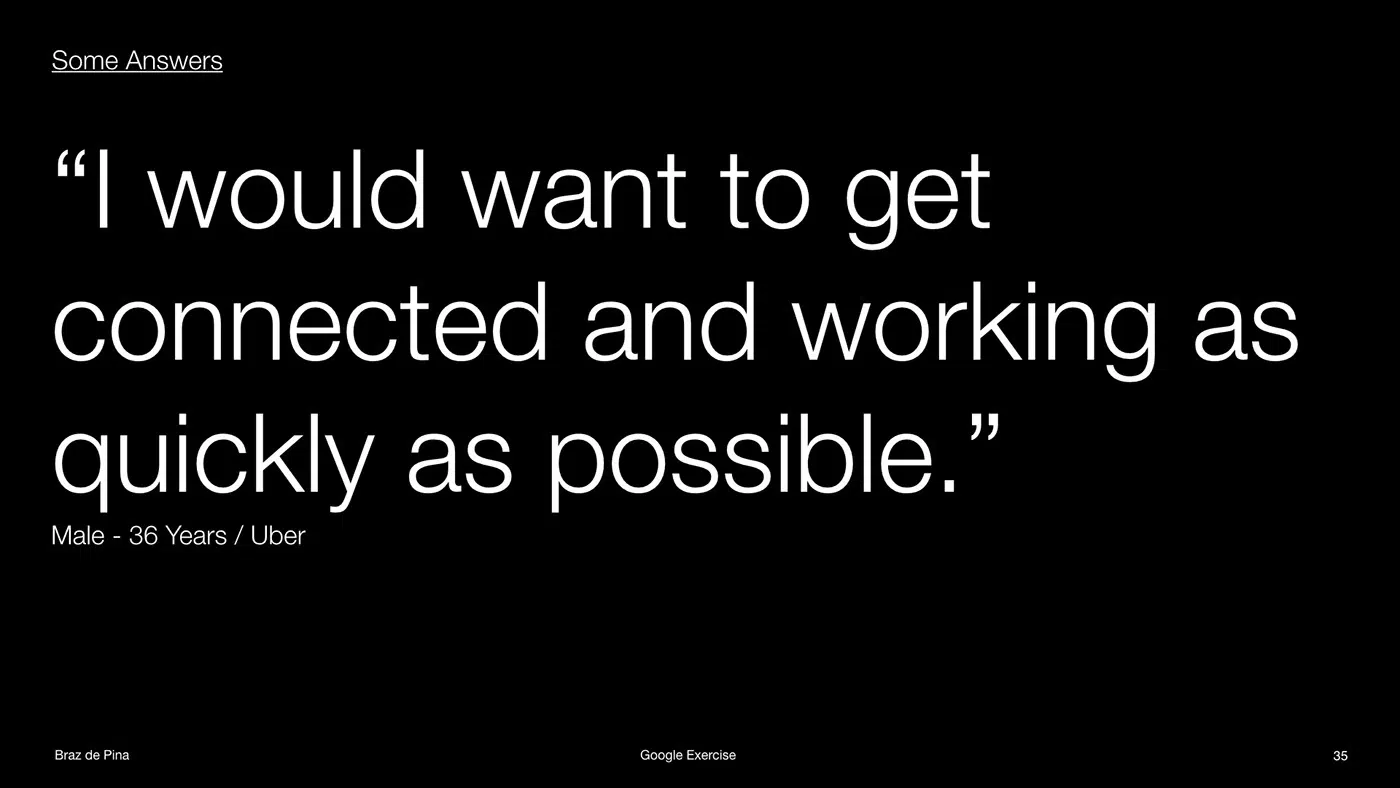 Some Answers
“I would want to get
connected and working as
quickly as possible.”
Male - 36 Years / Uber
Braz de Pina
Google Exercise
35